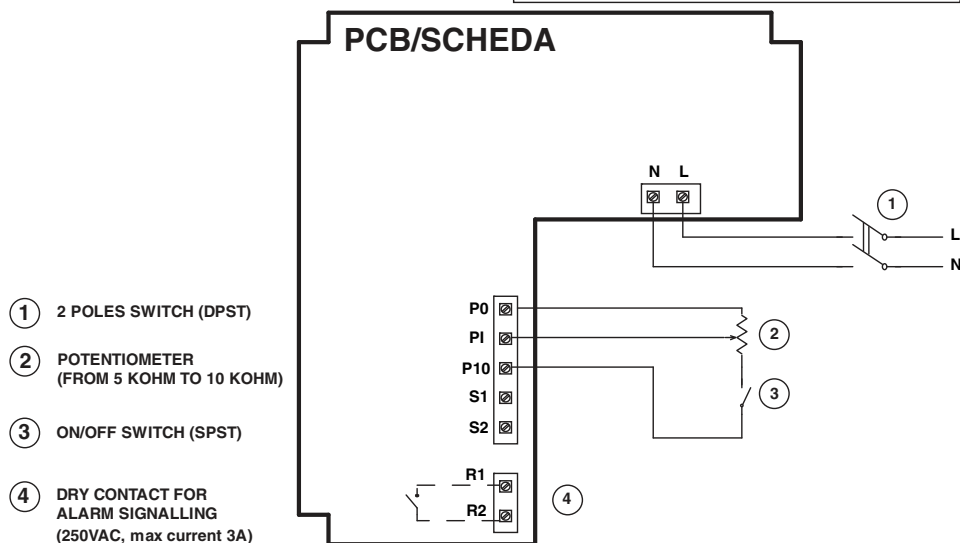 PCB/SCHEDA
N L
1
L
N
1 2 POLES SWITCH (DPST)
P0
PI
2
2 POTENTIOMETER
(FROM 5 KOHM TO 10 KOHM)
P10
S1
3
3 ON/OFF SWITCH (SPST)
S2
R1
4 DRY CONTACT FOR
ALARM SIGNALLING
(250VAC, max current 3A)
R2
4